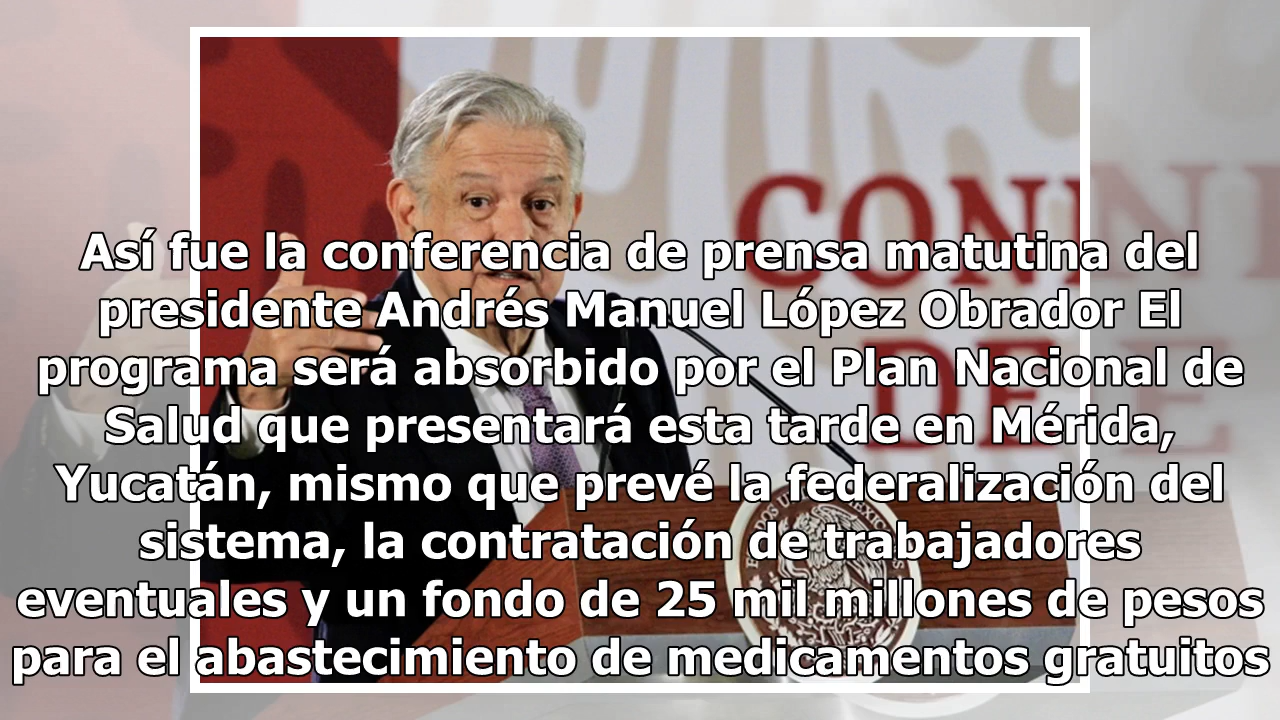 CONN
DE E
Así fue la conferencia de prensa matutina del
presidente Andrés Manuel López Obrador El
programa será absorbido por el Plan Nacional de
Salud que presentará esta tarde en Mérida,
Yucatán, mismo que prevé la federalización del
sistema, la contratación de trabajadores
eventuales y un fondo de 25 mil millones de pesos
para el abastecimiento de medicamentos gratuitos